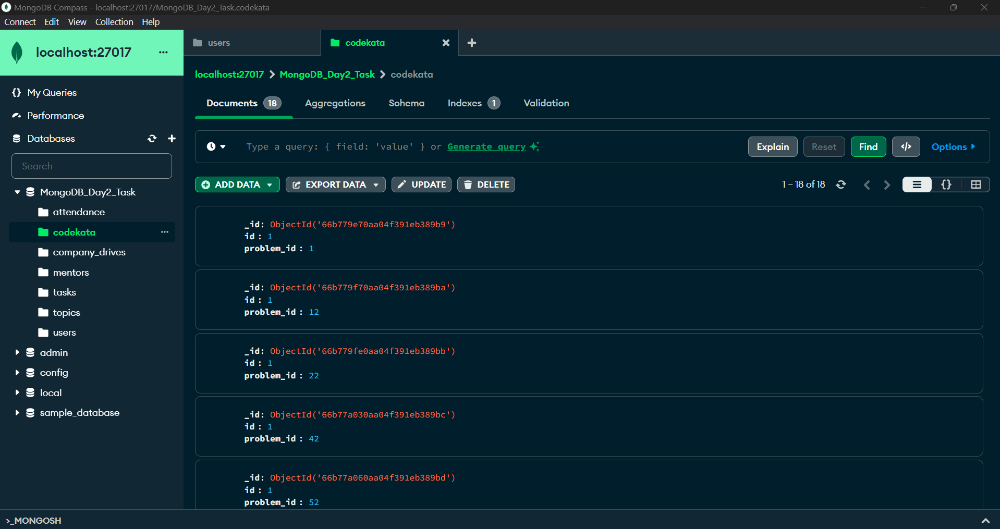 MongoDB Compass - localhost:27017/MongoDB_Day2_Task.codekata
Connect Edit View Collection Help
localhost:27017 ...
users
codekata
localhost:27017 > MongoDB_Day2_Task > codekata
{} My Queries
Performance
Databases
Search
MongoDB_Day2_Task
attendance
codekata ...
company_drives
mentors
tasks
topics
users
admin
config
local
sample_database
Documents 18 Aggregations Schema Indexes 1 Validation
Type a query: { field: 'value' } or Generate query
Explain Reset Find </> Options
ADD DATA EXPORT DATA UPDATE DELETE 1 – 18 of 18 {}
_id: ObjectId('66b779e70aa04f391eb389b9')
id : 1
problem_id : 1
_id: ObjectId('66b779f70aa04f391eb389ba')
id : 1
problem_id : 12
_id: ObjectId('66b779fe0aa04f391eb389bb')
id : 1
problem_id : 22
_id: ObjectId('66b77a030aa04f391eb389bc')
id : 1
problem_id : 42
_id: ObjectId('66b77a060aa04f391eb389bd')
id : 1
problem_id : 52
>_MONGOSH